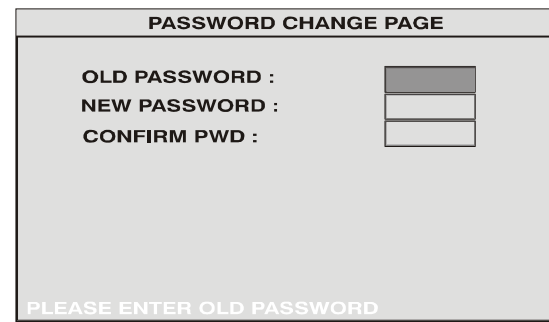 PASSWORD CHANGE PAGE
OLD PASSWORD :
NEW PASSWORD :
CONFIRM PWD :
PLEASE ENTER OLD PASSWORD